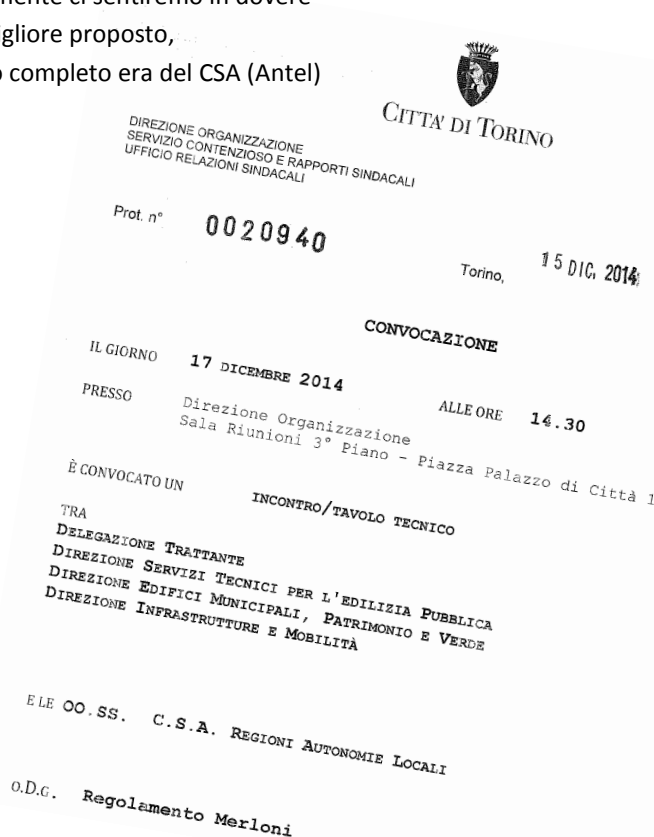 mente ci sentiremo in dovere
igliore proposto,
o completo era del CSA (Antel)
CITTA' DI TORINO
DIREZIONE ORGANIZZAZIONE
SERVIZIO CONTENZIOSO E RAPPORTI SINDACALI
UFFICIO RELAZIONI SINDACALI
Prot. n° 0020940
Torino, 15 DIC. 2014
CONVOCAZIONE
IL GIORNO 17 DICEMBRE 2014 ALLE ORE 14.30
PRESSO Direzione Organizzazione
Sala Riunioni 3° Piano - Piazza Palazzo di Città 1
È CONVOCATO UN INCONTRO/TAVOLO TECNICO
TRA
DELEGAZIONE TRATTANTE
DIREZIONE SERVIZI TECNICI PER L'EDILIZIA PUBBLICA
DIREZIONE EDIFICI MUNICIPALI, PATRIMONIO E VERDE
DIREZIONE INFRASTRUTTURE E MOBILITÀ
E LE OO.SS. C.S.A. REGIONI AUTONOMIE LOCALI
O.D.G. Regolamento Merloni